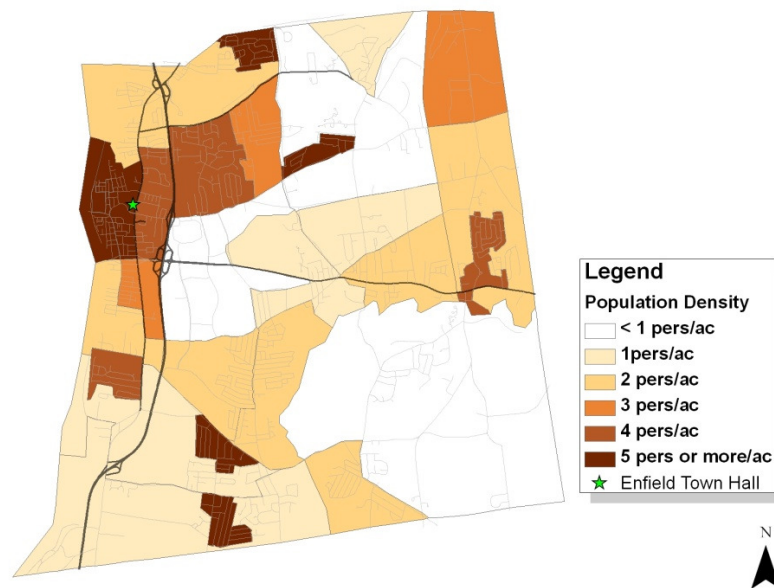 Legend
Population Density
< 1 pers/ac
1pers/ac
2 pers/ac
3 pers/ac
4 pers/ac
5 pers or more/ac
Enfield Town Hall
N